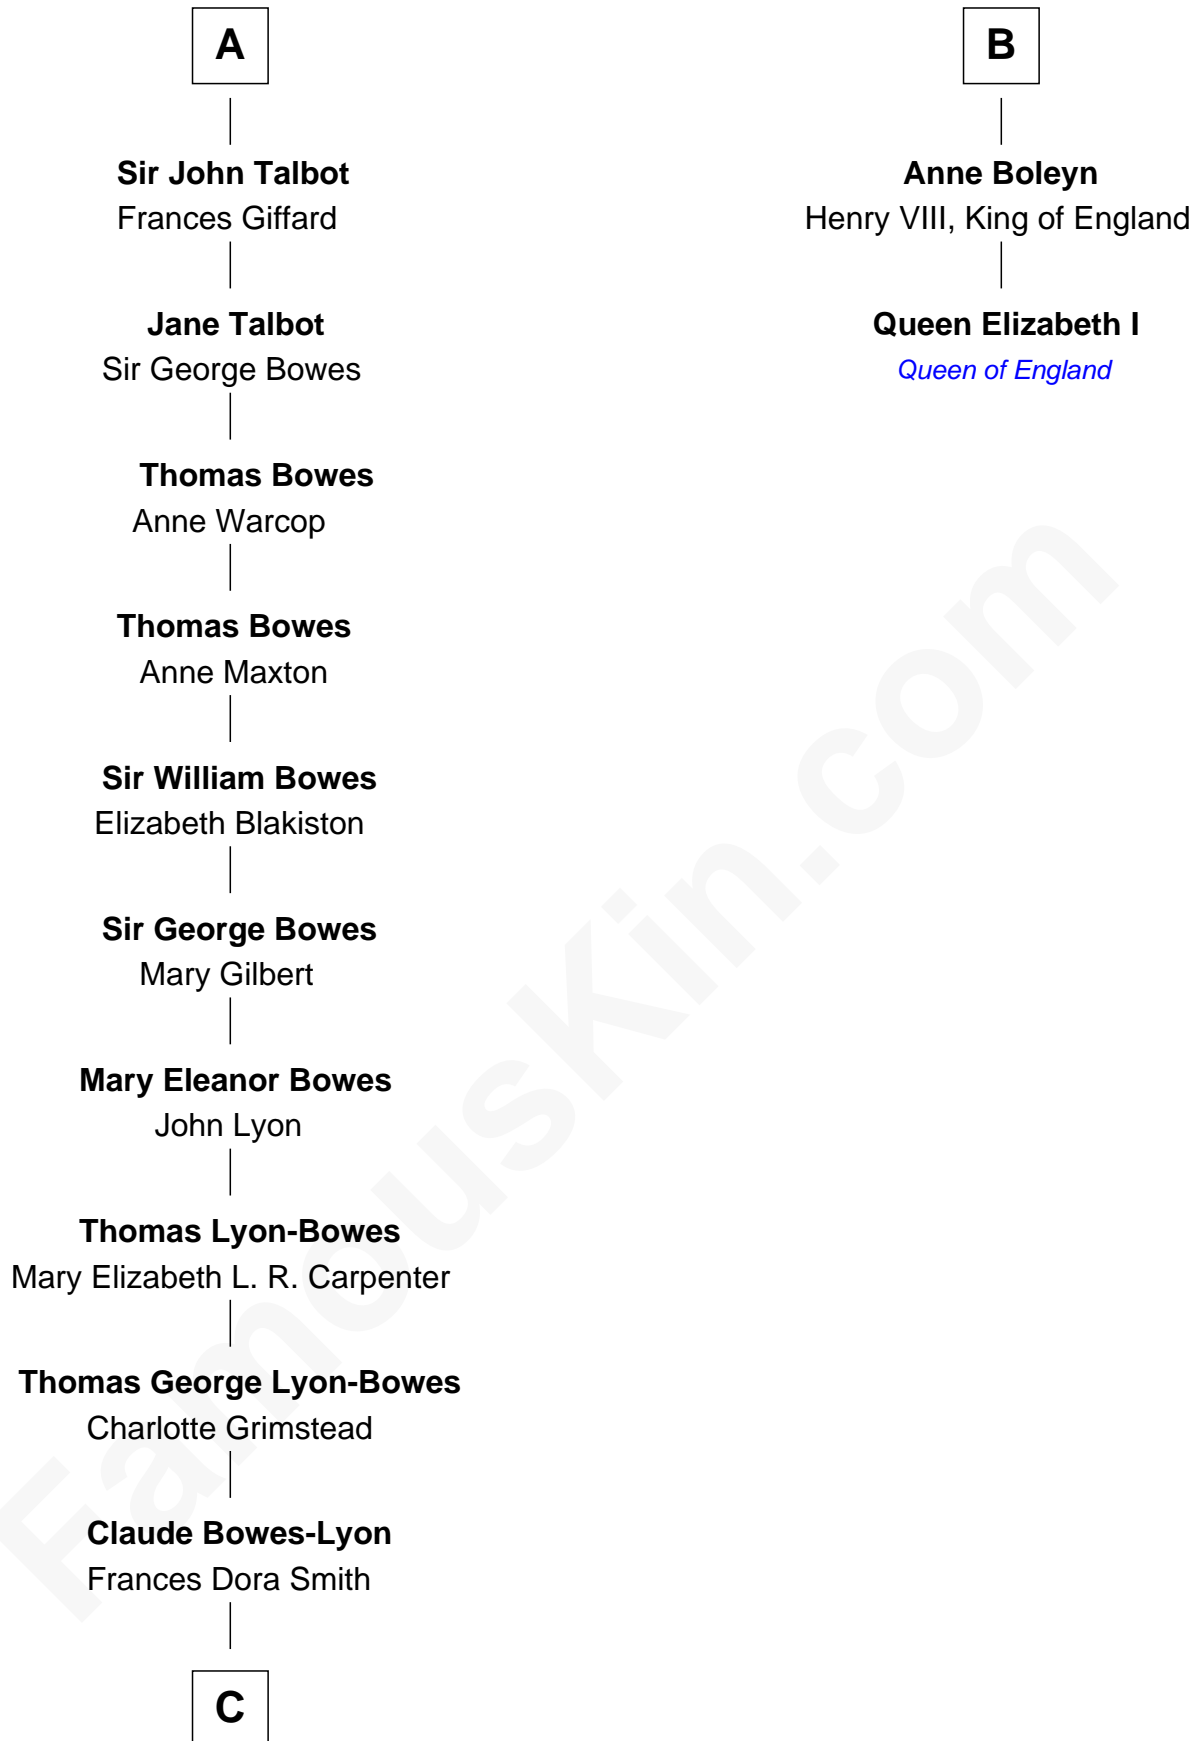 A
Sir John Talbot
Frances Giffard
Jane Talbot
Sir George Bowes
Thomas Bowes
Anne Warcop
Thomas Bowes
Anne Maxton
Sir William Bowes
Elizabeth Blakiston
Sir George Bowes
Mary Gilbert
Mary Eleanor Bowes
John Lyon
Thomas Lyon-Bowes
Mary Elizabeth L. R. Carpenter
Thomas George Lyon-Bowes
Charlotte Grimstead
Claude Bowes-Lyon
Frances Dora Smith
C
B
Anne Boleyn
Henry VIII, King of England
Queen Elizabeth I
Queen of England
FamousKin.com